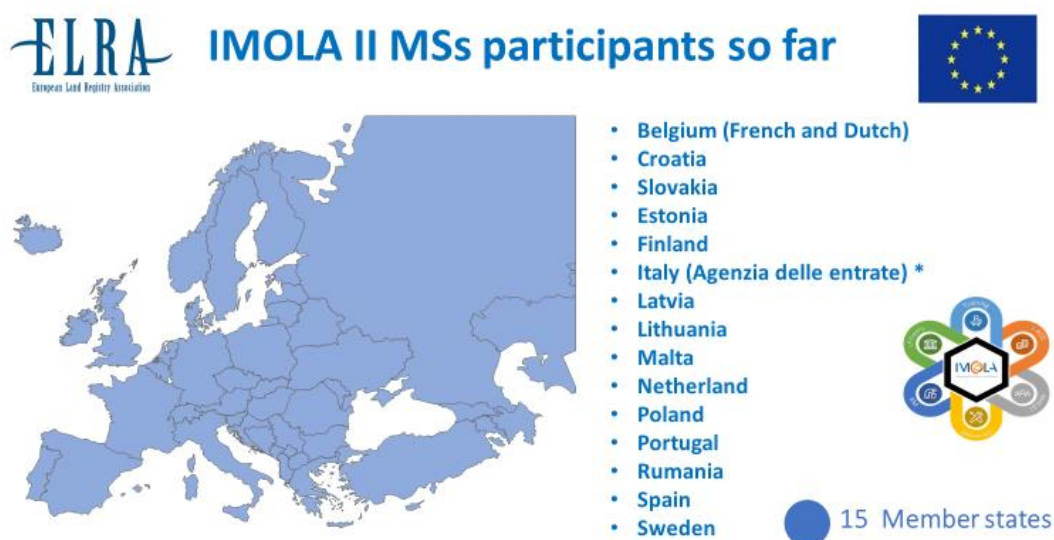 ELRA
European Land Registry Association
IMOLA II MSs participants so far
• Belgium (French and Dutch)
• Croatia
• Slovakia
• Estonia
• Finland
• Italy (Agenzia delle entrate) *
• Latvia
• Lithuania
• Malta
• Netherland
• Poland
• Portugal
• Rumania
• Spain
• Sweden
Training
IMOLA
15 Member states